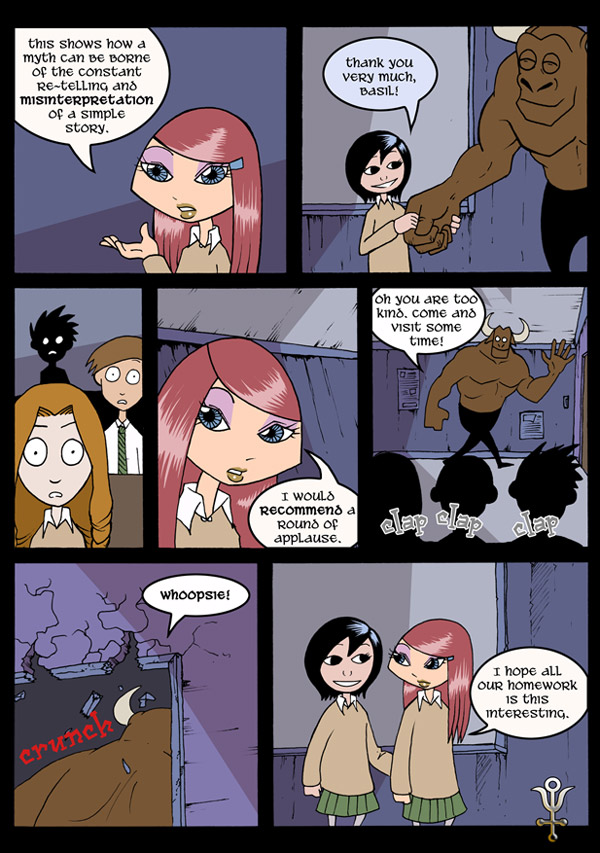 this shows how a
myth can be borne
of the constant
re-telling and
misinterpretation
of a simple
story.
thank you
very much,
Basil!
I would
recommend a
round of
applause.
oh you are too
kind. come and
visit some
time!
clap clap clap
whoopsie!
crunch
I hope all
our homework
is this
interesting.